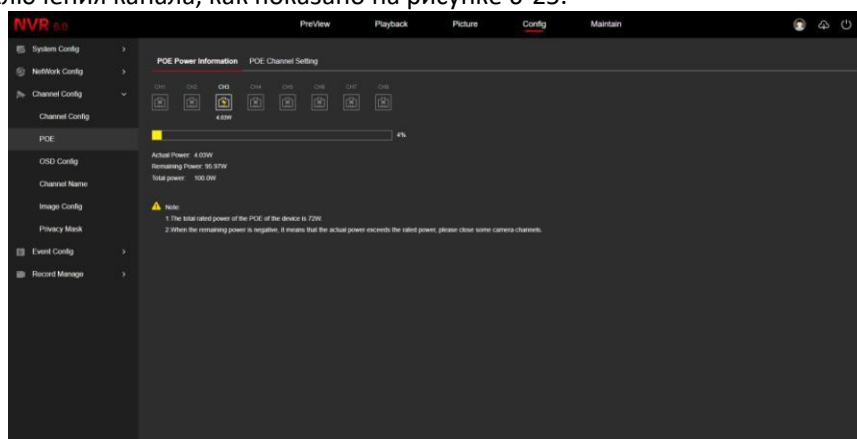 лючения канала, как показано на рисунке 6-25.
NVR 6.0 PreView Playback Picture Config Maintain
System Config
NetWork Config
Channel Config
Channel Config
POE
OSD Config
Channel Name
Image Config
Privacy Mask
Event Config
Record Manage
POE Power Information POE Channel Setting
CH1 CH2 CH3 CH4 CH5 CH6 CH7 CH8
4.03W
4%
Actual Power: 4.03W
Remaining Power: 95.97W
Total power: 100.0W
Note:
1.The total rated power of the POE of the device is 72W.
2.When the remaining power is negative, it means that the actual power exceeds the rated power, please close some camera channels.